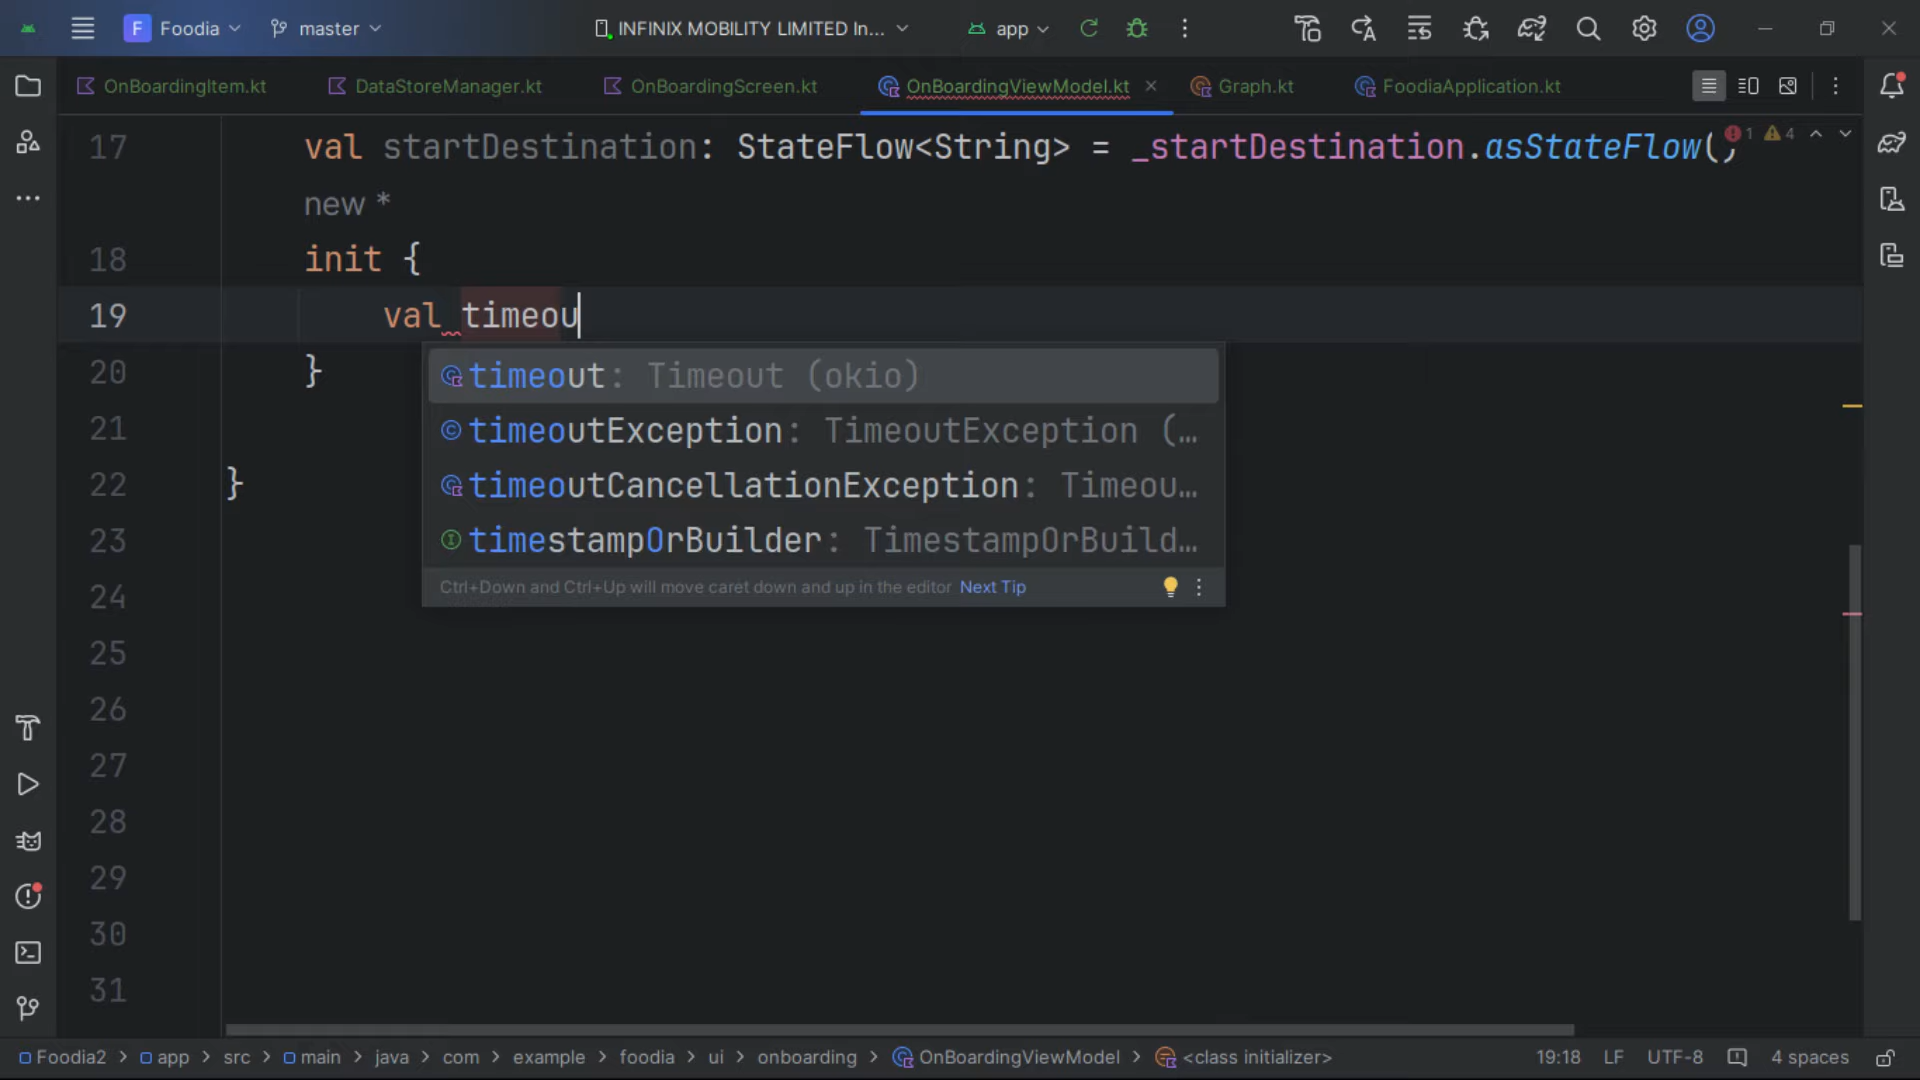 F Foodia master INFINIX MOBILITY LIMITED In... app
OnBoardingItem.kt DataStoreManager.kt OnBoardingScreen.kt OnBoardingViewModel.kt Graph.kt FoodiaApplication.kt
17 val startDestination: StateFlow<String> = _startDestination.asStateFlow() 1 4
new *
18 init {
19 val timeou
20 }
timeout: Timeout (okio)
21
timeoutException: TimeoutException (...
22 }
timeoutCancellationException: Timeou...
23
timestampOrBuilder: TimestampOrBuild...
24
Ctrl+Down and Ctrl+Up will move caret down and up in the editor Next Tip
25
26
27
28
29
30
31
Foodia2 > app > src > main > java > com > example > foodia > ui > onboarding > OnBoardingViewModel > <class initializer> 19:18 LF UTF-8 4 spaces